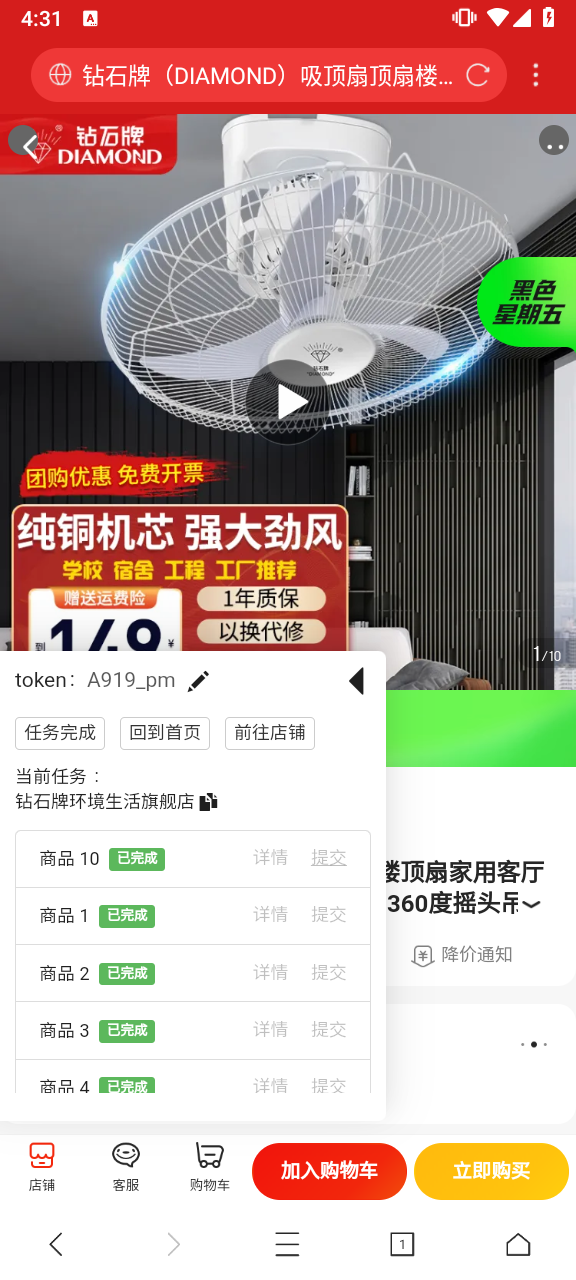 4:31
A
钻石牌（DIAMOND）吸顶扇顶扇楼...
钻石牌
DIAMOND
黑色
星期五
钻石牌
"DIAMOND"
团购优惠 免费开票
纯铜机芯 强大劲风
学校 宿舍 工程 工厂推荐
赠送运费险
1年质保
到
149
¥
以换代修
1/10
token：A919_pm
任务完成
回到首页
前往店铺
当前任务：
钻石牌环境生活旗舰店
商品 10 已完成 详情 提交
商品 1 已完成 详情 提交
商品 2 已完成 详情 提交
商品 3 已完成 详情 提交
商品 4 已完成 详情 提交
楼顶扇家用客厅
360度摇头吊
降价通知
店铺
客服
购物车
加入购物车
立即购买
1